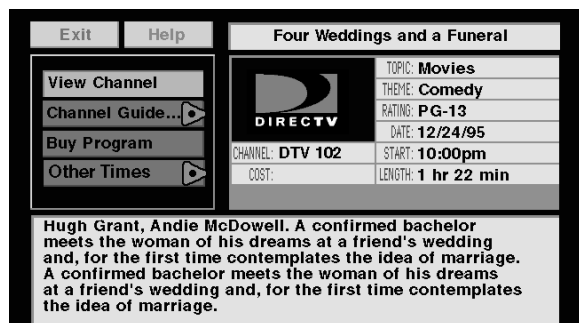 Exit Help
Four Weddings and a Funeral
View Channel
Channel Guide...
Buy Program
Other Times
DIRECTV
CHANNEL: DTV 102
COST:
TOPIC: Movies
THEME: Comedy
RATING: PG-13
DATE: 12/24/95
START: 10:00pm
LENGTH: 1 hr 22 min
Hugh Grant, Andie McDowell. A confirmed bachelor
meets the woman of his dreams at a friend's wedding
and, for the first time contemplates the idea of marriage.
A confirmed bachelor meets the woman of his dreams
at a friend's wedding and, for the first time contemplates
the idea of marriage.